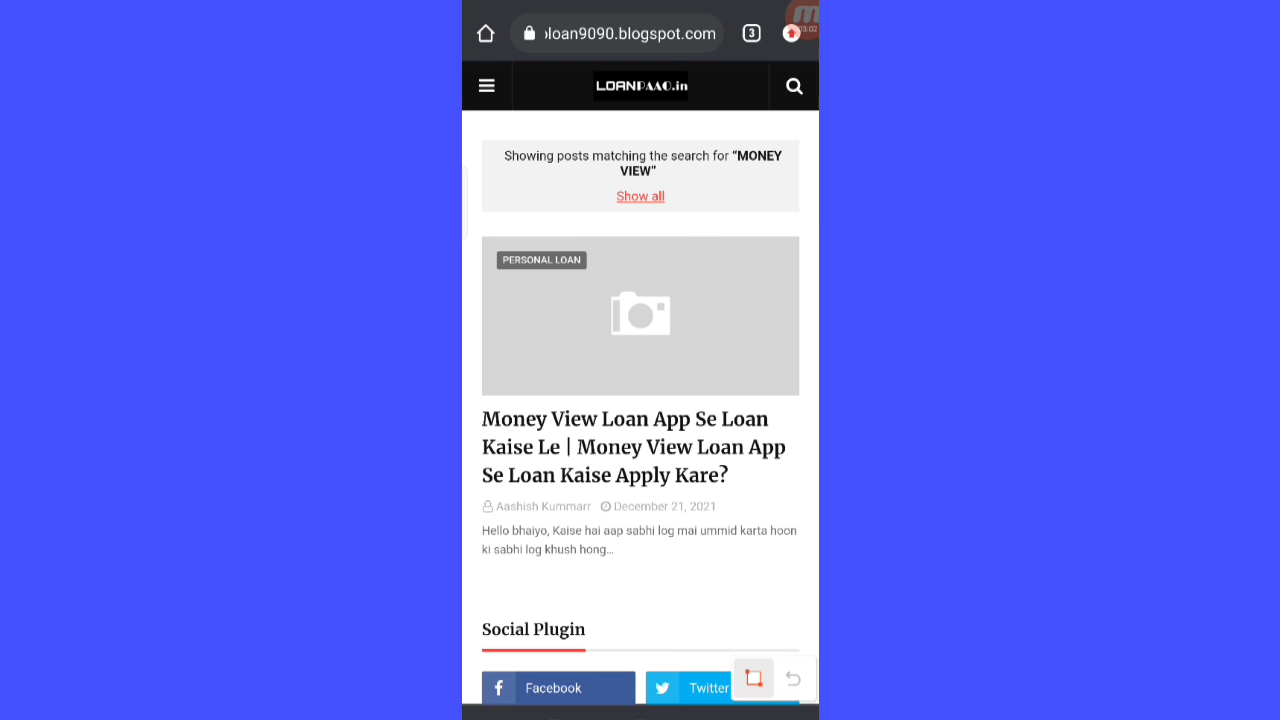 loan9090.blogspot.com
3
03:02
LOANPAAO.in
Showing posts matching the search for “MONEY
VIEW”
Show all
PERSONAL LOAN
Money View Loan App Se Loan
Kaise Le | Money View Loan App
Se Loan Kaise Apply Kare?
Aashish Kummarr December 21, 2021
Hello bhaiyo, Kaise hai aap sabhi log mai ummid karta hoon
ki sabhi log khush hong...
Social Plugin
Facebook
Twitter